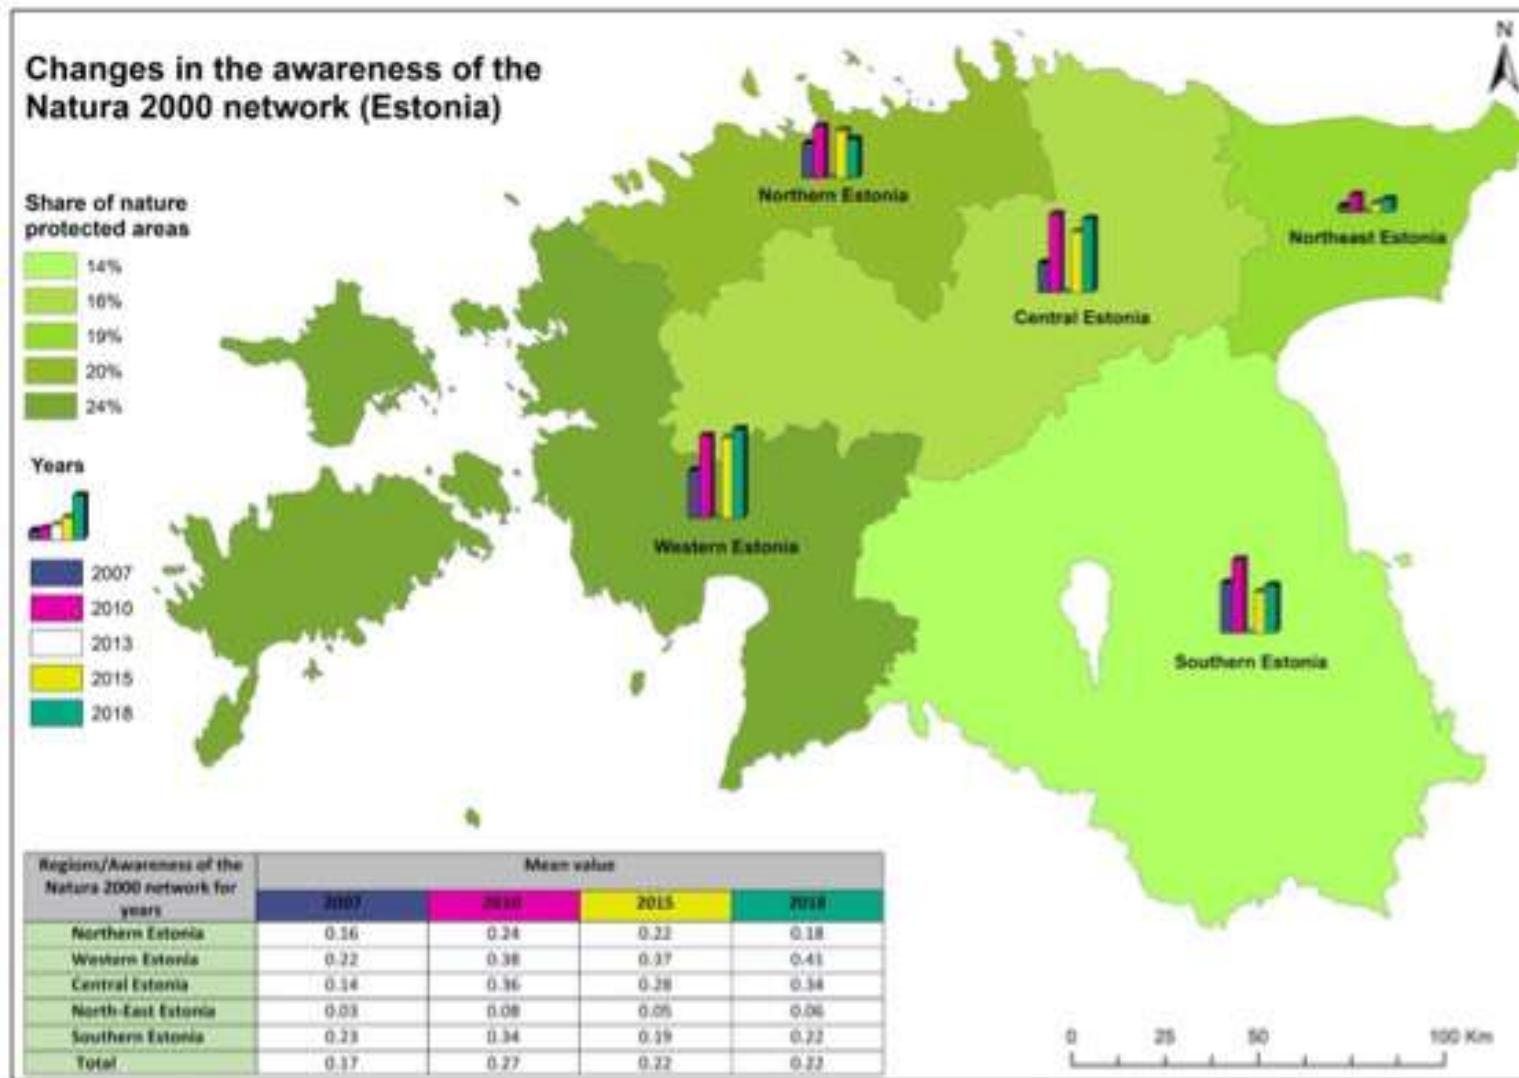 Changes in the awareness of the
Natura 2000 network (Estonia)
N
Share of nature
protected areas
14%
16%
19%
20%
24%
Years
2007
2010
2013
2015
2018
Northern Estonia
Northeast Estonia
Central Estonia
Western Estonia
Southern Estonia
Regions/Awareness of the Natura 2000 network for years Mean value
2007 2010 2015 2018
Northern Estonia 0.16 0.24 0.22 0.18
Western Estonia 0.22 0.38 0.37 0.41
Central Estonia 0.14 0.36 0.28 0.34
North-East Estonia 0.03 0.08 0.05 0.06
Southern Estonia 0.23 0.34 0.19 0.22
Total 0.17 0.27 0.22 0.22
0 25 50 100 Km